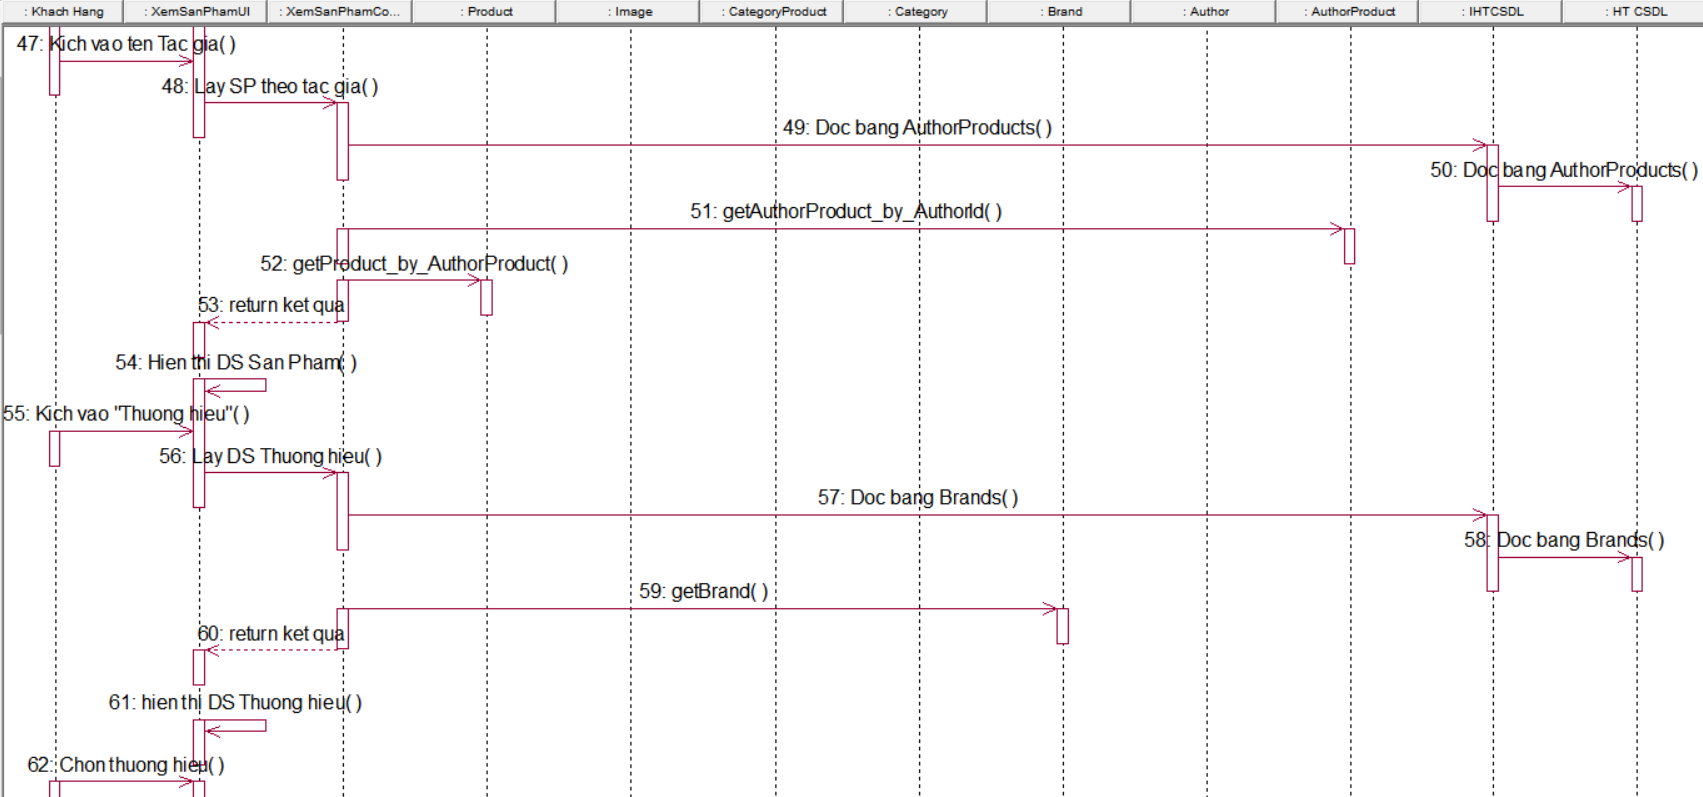 : Khach Hang
: XemSanPhamUI
: XemSanPhamCo...
: Product
: Image
: CategoryProduct
: Category
: Brand
: Author
: AuthorProduct
: IHTCSDL
: HT CSDL
47: Kich vao ten Tac gia( )
48: Lay SP theo tac gia( )
49: Doc bang AuthorProducts( )
50: Doc bang AuthorProducts( )
51: getAuthorProduct_by_AuthorId( )
52: getProduct_by_AuthorProduct( )
53: return ket qua
54: Hien thi DS San Pham( )
55: Kich vao "Thuong hieu"( )
56: Lay DS Thuong hieu( )
57: Doc bang Brands( )
58: Doc bang Brands( )
59: getBrand( )
60: return ket qua
61: hien thi DS Thuong hieu( )
62: Chon thuong hieu( )